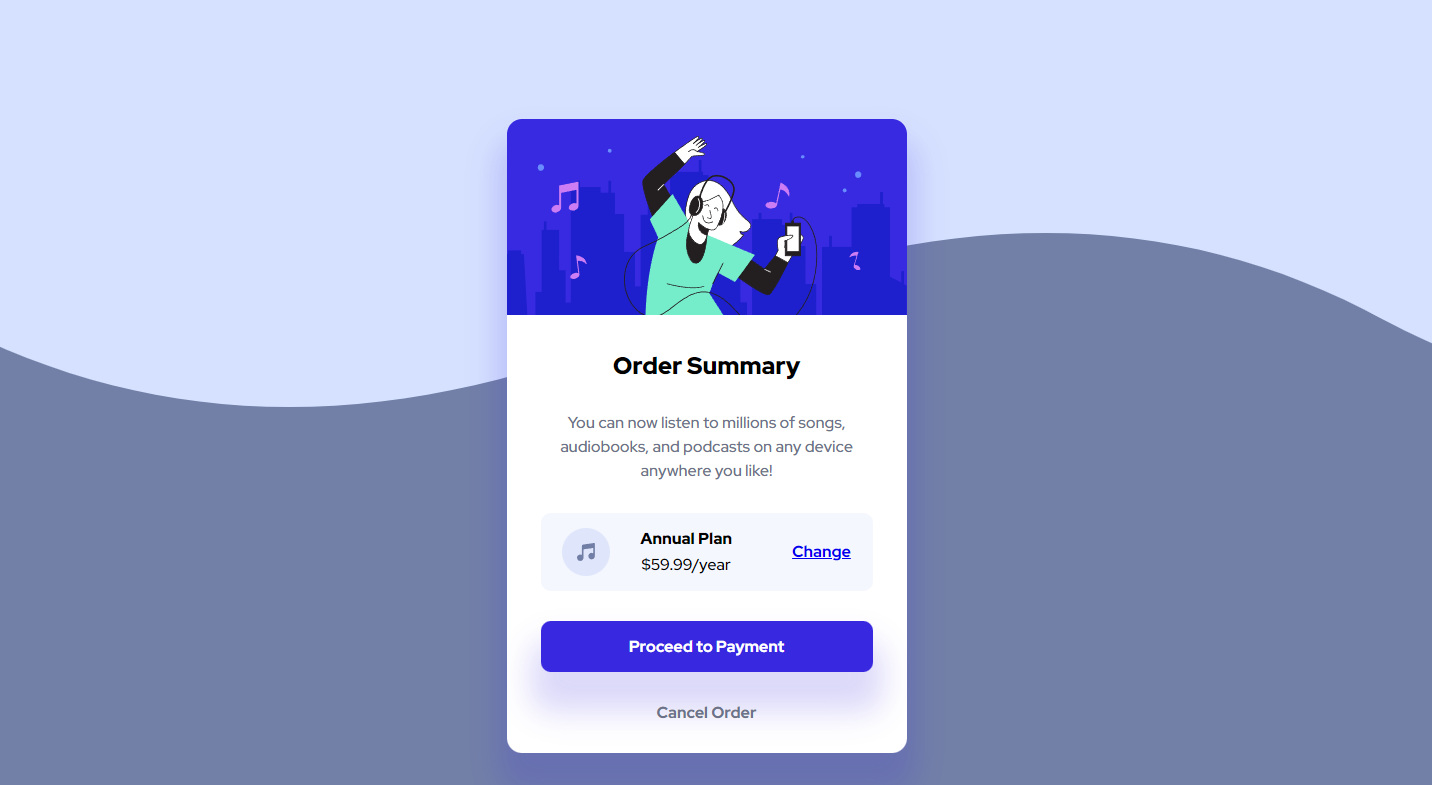 Order Summary
You can now listen to millions of songs,
audiobooks, and podcasts on any device
anywhere you like!
Annual Plan
$59.99/year
Change
Proceed to Payment
Cancel Order